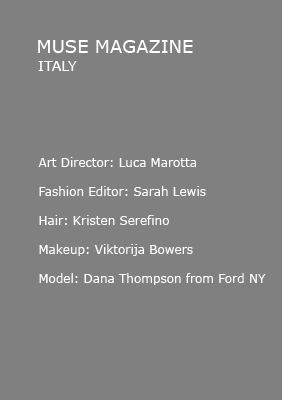 MUSE MAGAZINE
ITALY
Art Director: Luca Marotta
Fashion Editor: Sarah Lewis
Hair: Kristen Serefino
Makeup: Viktorija Bowers
Model: Dana Thompson from Ford NY